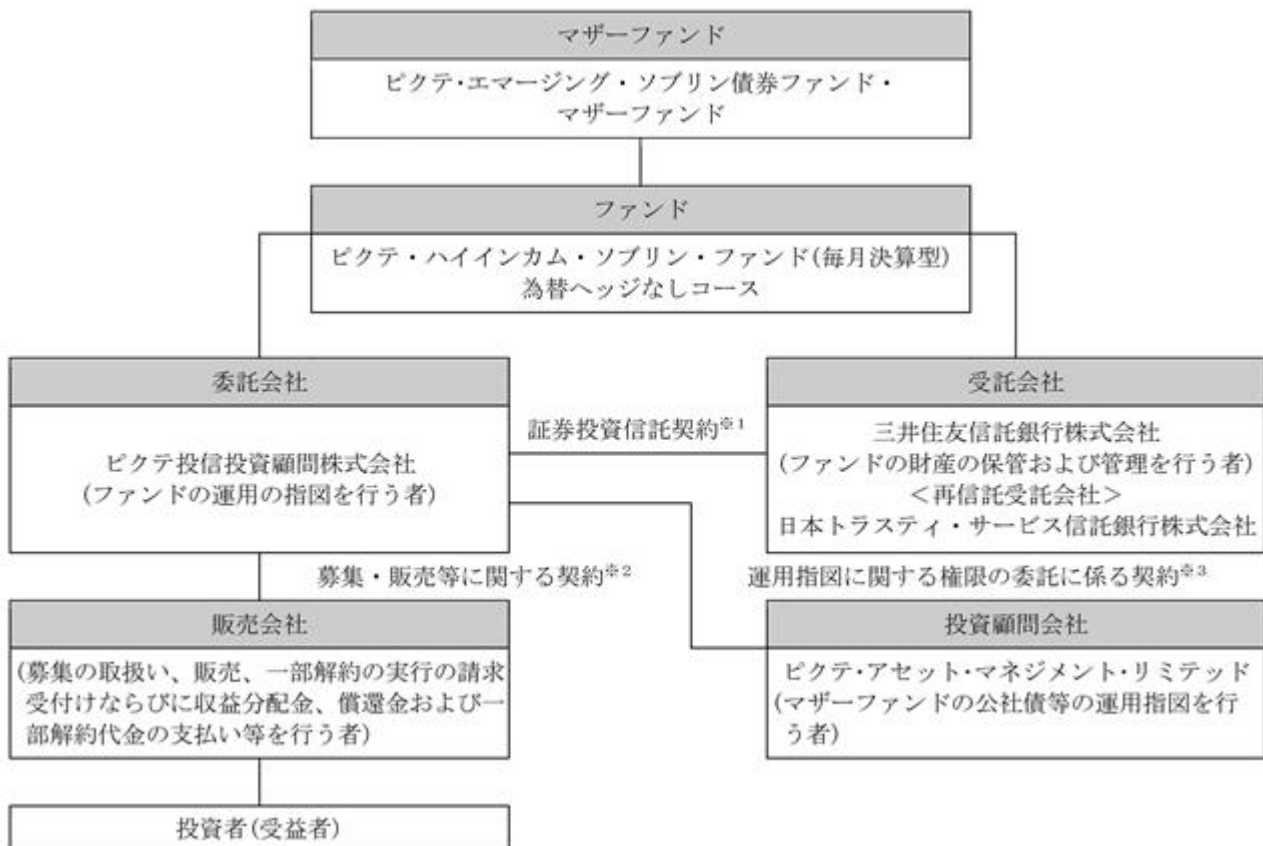 マザーファンド
ピクテ・エマージング・ソブリン債券ファンド・
マザーファンド
ファンド
ピクテ・ハイインカム・ソブリン・ファンド(毎月決算型)
為替ヘッジなしコース
委託会社
ピクテ投信投資顧問株式会社
(ファンドの運用の指図を行う者)
証券投資信託契約※1
受託会社
三井住友信託銀行株式会社
(ファンドの財産の保管および管理を行う者)
<再信託受託会社>
日本トラスティ・サービス信託銀行株式会社
募集・販売等に関する契約※2
運用指図に関する権限の委託に係る契約※3
販売会社
(募集の取扱い、販売、一部解約の実行の請求
受付けならびに収益分配金、償還金および一
部解約代金の支払い等を行う者)
投資顧問会社
ピクテ・アセット・マネジメント・リミテッド
(マザーファンドの公社債等の運用指図を行
う者)
投資者(受益者)